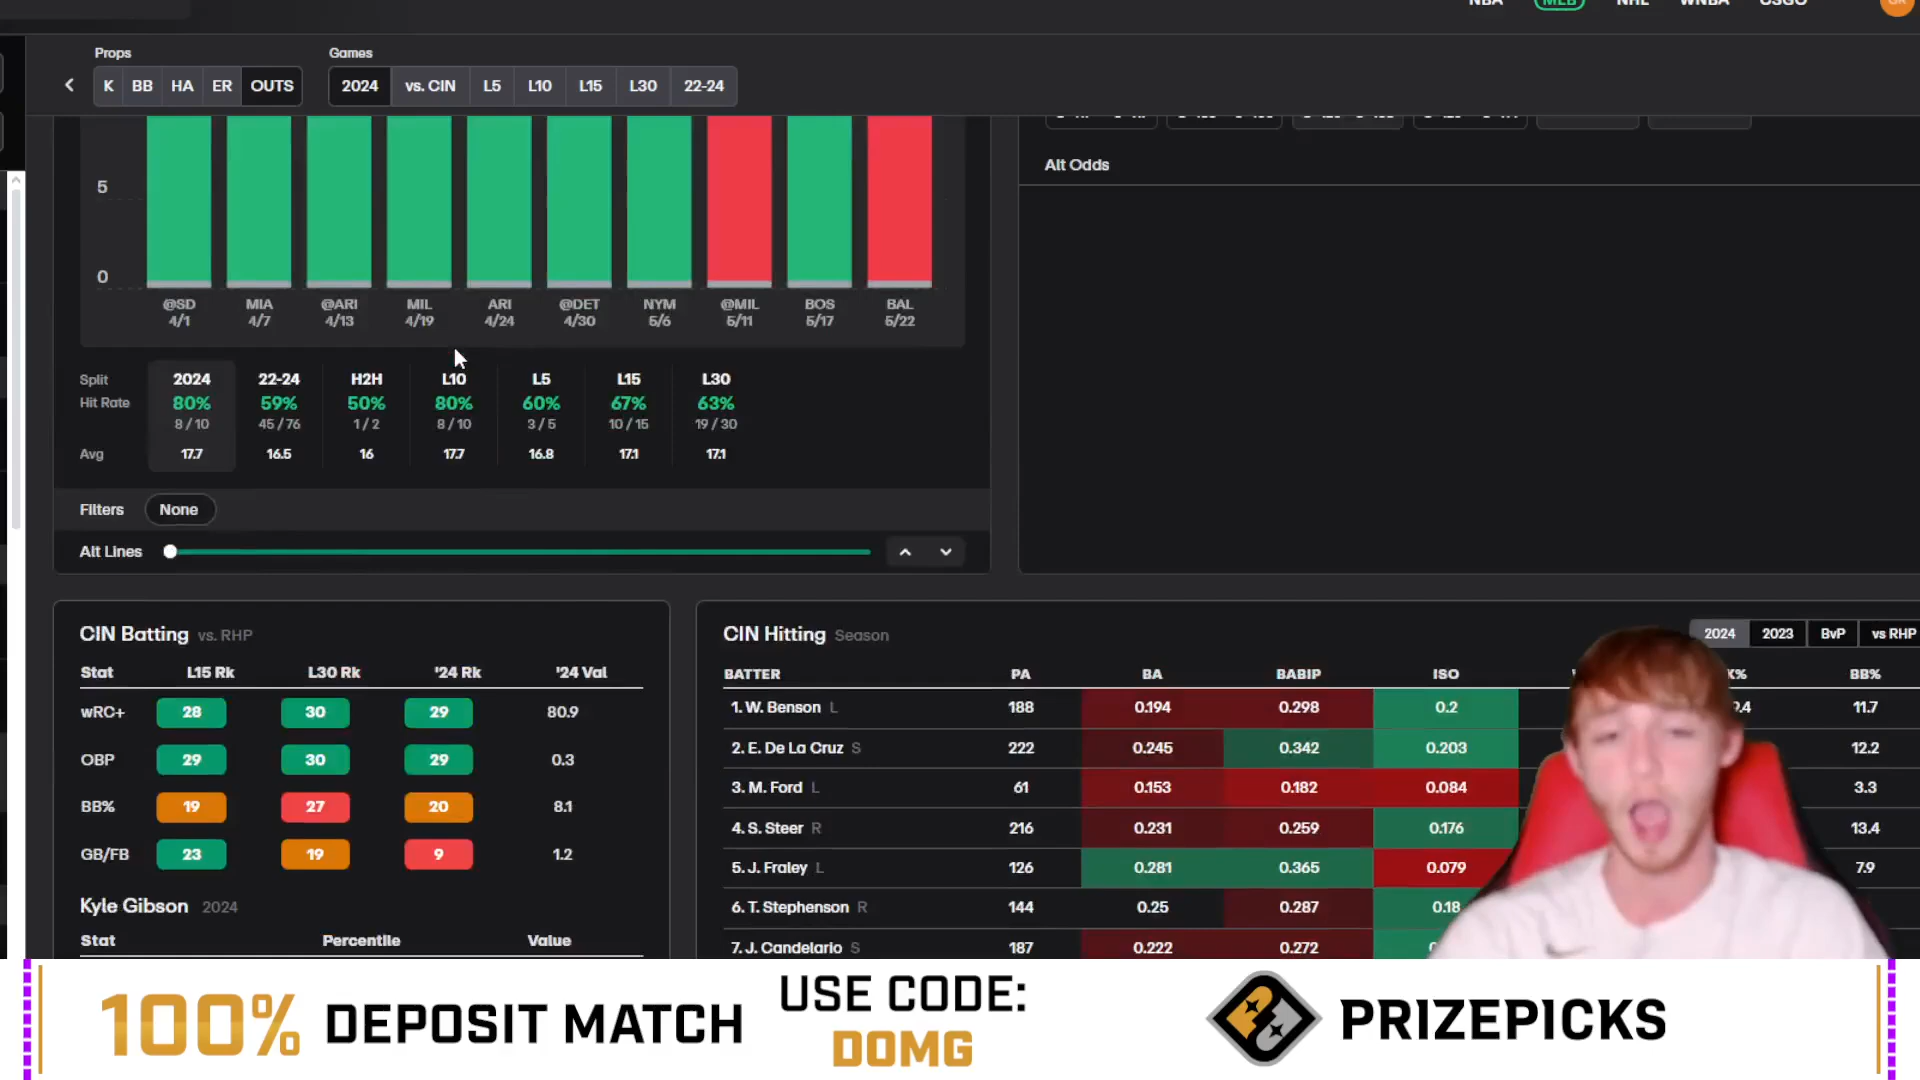 NBA MLB NHL WNBA CSGO
Props
Games
K BB HA ER OUTS
2024 vs. CIN L5 L10 L15 L30 22-24
Alt Odds
5
0
@SD MIA @ARI MIL ARI @DET NYM @MIL BOS BAL
4/1 4/7 4/13 4/19 4/24 4/30 5/6 5/11 5/17 5/22
Split 2024 22-24 H2H L10 L5 L15 L30
Hit Rate 80% 59% 50% 80% 60% 67% 63%
8 / 10 45 / 76 1 / 2 8 / 10 3 / 5 10 / 15 19 / 30
Avg 17.7 16.5 16 17.7 16.8 17.1 17.1
Filters None
Alt Lines
CIN Batting vs. RHP
Stat L15 Rk L30 Rk '24 Rk '24 Val
wRC+ 28 30 29 80.9
OBP 29 30 29 0.3
BB% 19 27 20 8.1
GB/FB 23 19 9 1.2
Kyle Gibson 2024
Stat Percentile Value
CIN Hitting Season
2024 2023 BvP vs RHP
BATTER PA BA BABIP ISO K% BB%
1. W. Benson L 188 0.194 0.298 0.2 11.7
2. E. De La Cruz S 222 0.245 0.342 0.203 12.2
3. M. Ford L 61 0.153 0.182 0.084 3.3
4. S. Steer R 216 0.231 0.259 0.176 13.4
5. J. Fraley L 126 0.281 0.365 0.079 7.9
6. T. Stephenson R 144 0.25 0.287 0.18
7. J. Candelario S 187 0.222 0.272
100% DEPOSIT MATCH
USE CODE:
DOMG
PRIZEPICKS